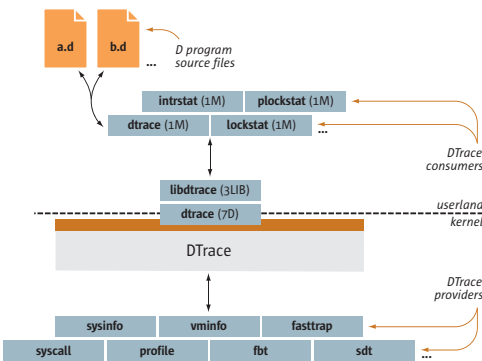 a.d b.d
...
D program
source files
intrstat (1M) plockstat (1M)
dtrace (1M) lockstat (1M) ...
DTrace
consumers
libdtrace (3LIB)
dtrace (7D)
userland
kernel
DTrace
DTrace
providers
sysinfo vminfo fasttrap
syscall profile fbt sdt ...